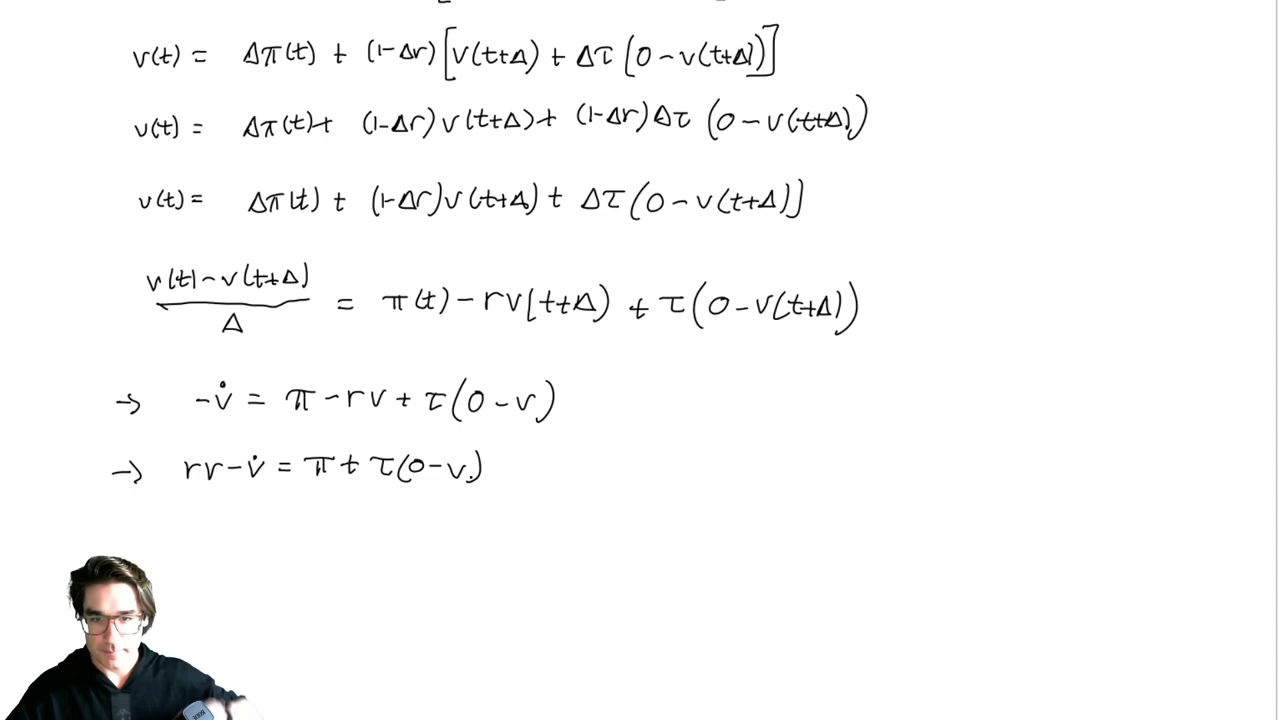 v(t) = Δπ(t) + (1-Δr)[v(t+Δ) + Δτ(0-v(t+Δ))]
v(t) = Δπ(t)+ (1-Δr)v(t+Δ)+ (1-Δr)Δτ(0-v(t+Δ))
v(t) = Δπ(t) + (1-Δr)v(t+Δ) + Δτ(0-v(t+Δ))
v(t)-v(t+Δ)
Δ
= π(t) - rv(t+Δ) + τ(0-v(t+Δ))
→ -v̇ = π - rv + τ(0-v)
→ rv-v̇ = π + τ(0-v)